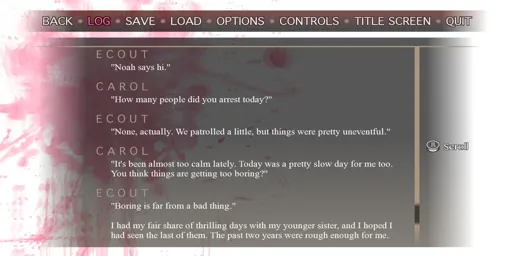 BACK • LOG • SAVE • LOAD • OPTIONS • CONTROLS • TITLE SCREEN • QUIT
ECOUT
"Noah says hi."
CAROL
"How many people did you arrest today?"
ECOUT
"None, actually. We patrolled a little, but things were pretty uneventful."
CAROL
"It's been almost too calm lately. Today was a pretty slow day for me too.
You think things are getting too boring?"
ECOUT
"Boring is far from a bad thing."
I had my fair share of thrilling days with my younger sister, and I hoped I
had seen the last of them. The past two years were rough enough for me.
Scroll